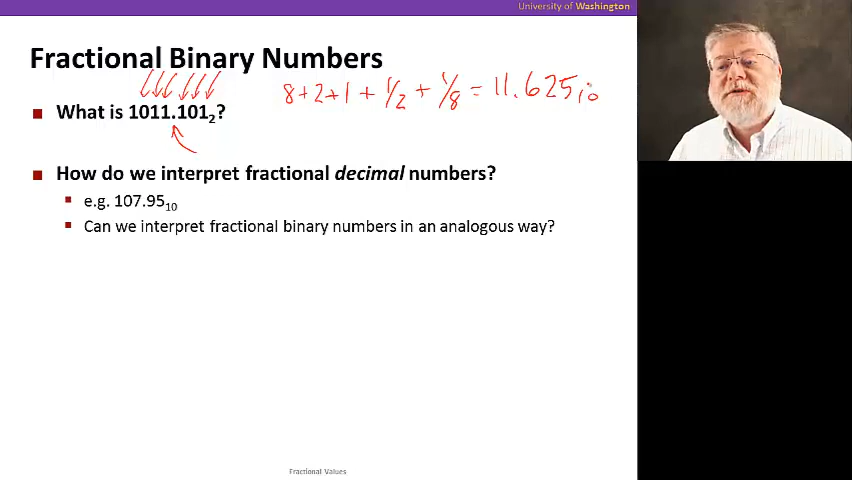 University of Washington
Fractional Binary Numbers
8+2+1 + 1/2 + 1/8 = 11.625₁₀
What is 1011.101₂?
How do we interpret fractional decimal numbers?
e.g. 107.95₁₀
Can we interpret fractional binary numbers in an analogous way?
Fractional Values